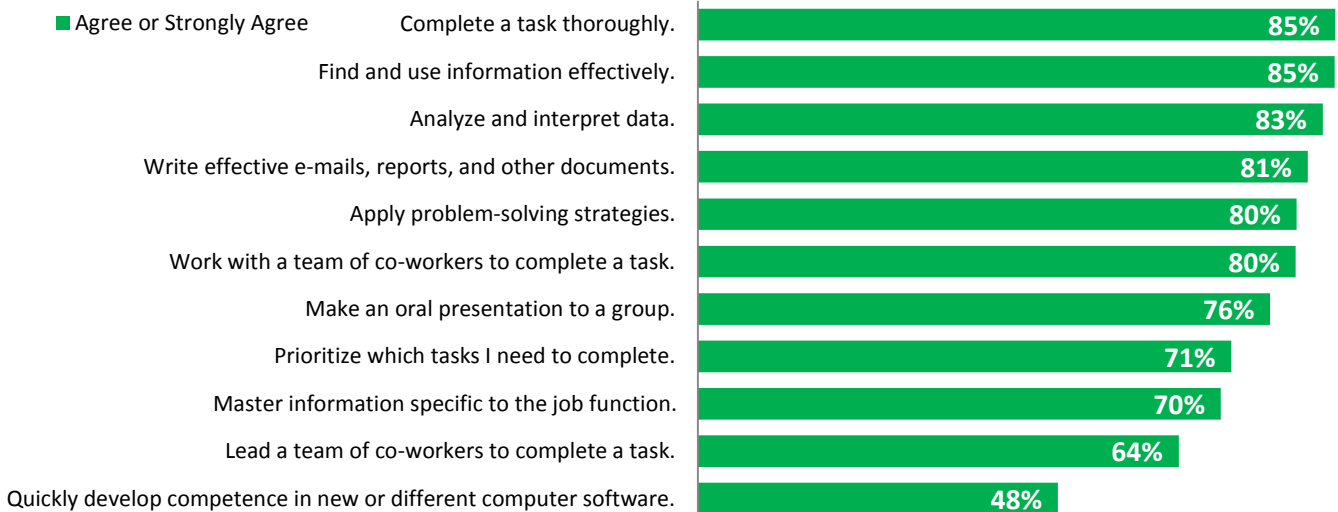 Agree or Strongly Agree
Complete a task thoroughly. 85%
Find and use information effectively. 85%
Analyze and interpret data. 83%
Write effective e-mails, reports, and other documents. 81%
Apply problem-solving strategies. 80%
Work with a team of co-workers to complete a task. 80%
Make an oral presentation to a group. 76%
Prioritize which tasks I need to complete. 71%
Master information specific to the job function. 70%
Lead a team of co-workers to complete a task. 64%
Quickly develop competence in new or different computer software. 48%